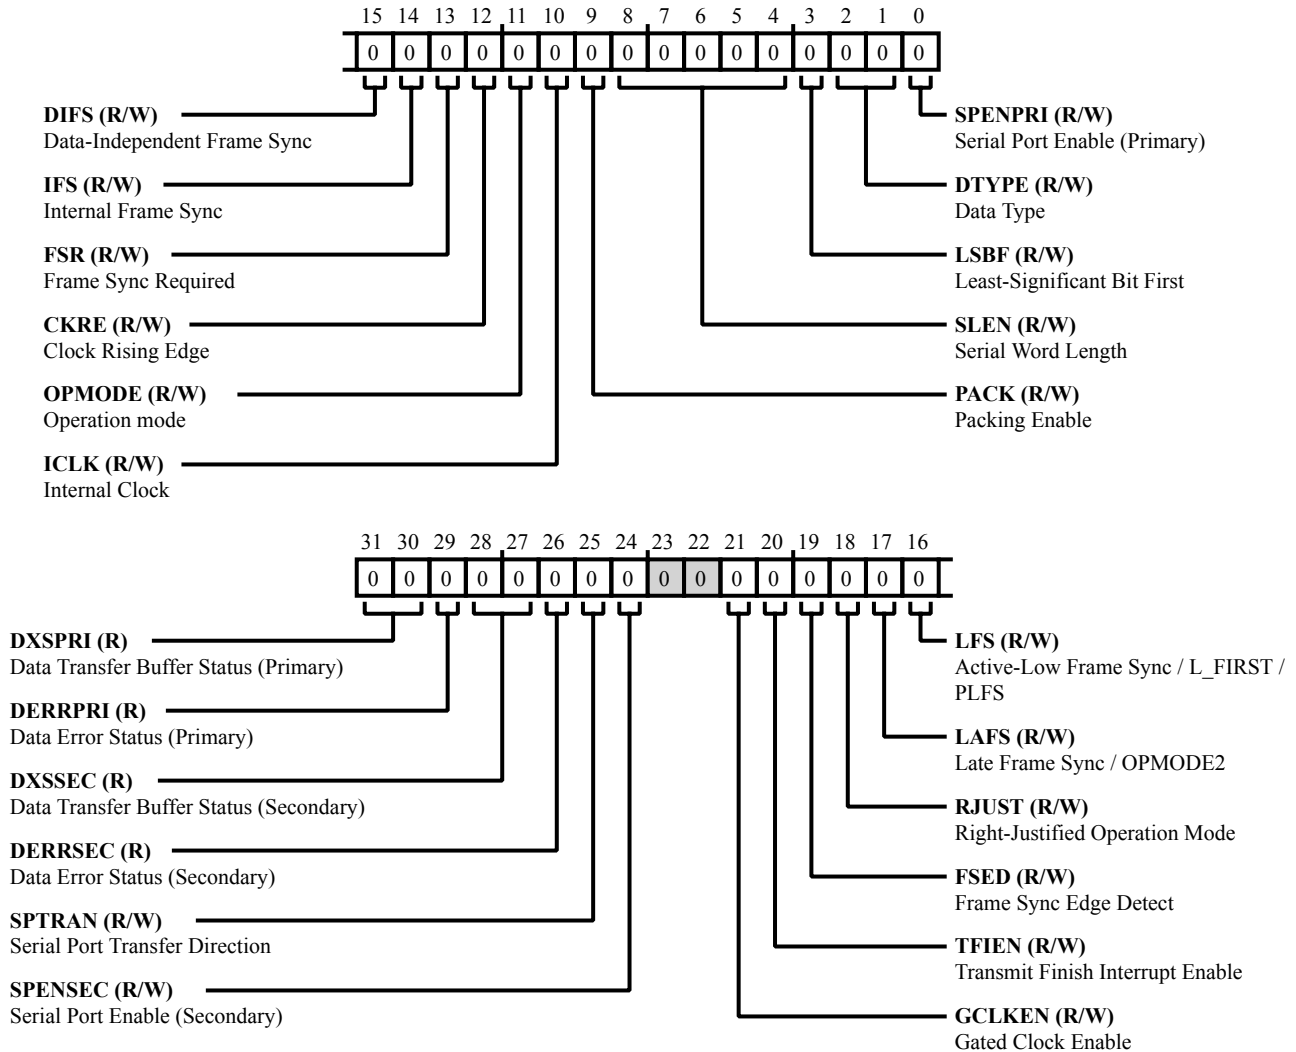 15 14 13 12 11 10 9 8 7 6 5 4 3 2 1 0
0 0 0 0 0 0 0 0 0 0 0 0 0 0 0 0
DIFS (R/W)
Data-Independent Frame Sync
IFS (R/W)
Internal Frame Sync
FSR (R/W)
Frame Sync Required
CKRE (R/W)
Clock Rising Edge
OPMODE (R/W)
Operation mode
ICLK (R/W)
Internal Clock
SPENPRI (R/W)
Serial Port Enable (Primary)
DTYPE (R/W)
Data Type
LSBF (R/W)
Least-Significant Bit First
SLEN (R/W)
Serial Word Length
PACK (R/W)
Packing Enable
31 30 29 28 27 26 25 24 23 22 21 20 19 18 17 16
0 0 0 0 0 0 0 0 0 0 0 0 0 0 0 0
DXSPRI (R)
Data Transfer Buffer Status (Primary)
DERRPRI (R)
Data Error Status (Primary)
DXSSEC (R)
Data Transfer Buffer Status (Secondary)
DERRSEC (R)
Data Error Status (Secondary)
SPTRAN (R/W)
Serial Port Transfer Direction
SPENSEC (R/W)
Serial Port Enable (Secondary)
LFS (R/W)
Active-Low Frame Sync / L_FIRST /
PLFS
LAFS (R/W)
Late Frame Sync / OPMODE2
RJUST (R/W)
Right-Justified Operation Mode
FSED (R/W)
Frame Sync Edge Detect
TFIEN (R/W)
Transmit Finish Interrupt Enable
GCLKEN (R/W)
Gated Clock Enable